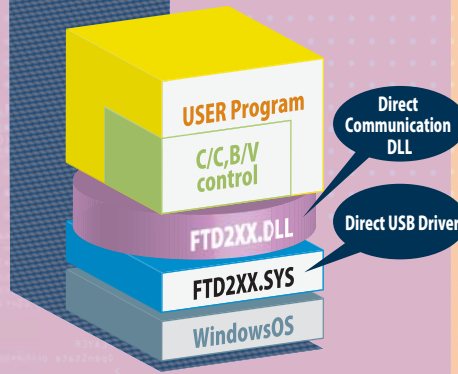 USER Program
C/C,B/V
control
FTD2XX.DLL
FTD2XX.SYS
WindowsOS
Direct
Communication
DLL
Direct USB Driver